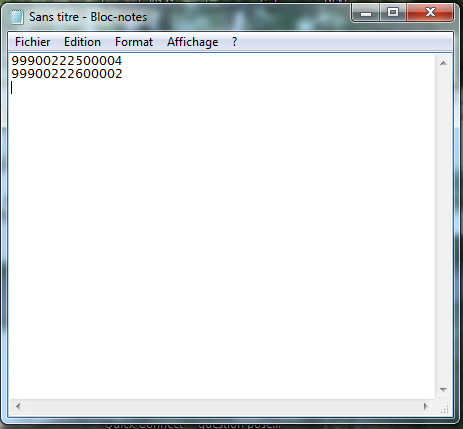 Sans titre - Bloc-notes
Fichier Edition Format Affichage ?
99900222500004
99900222600002